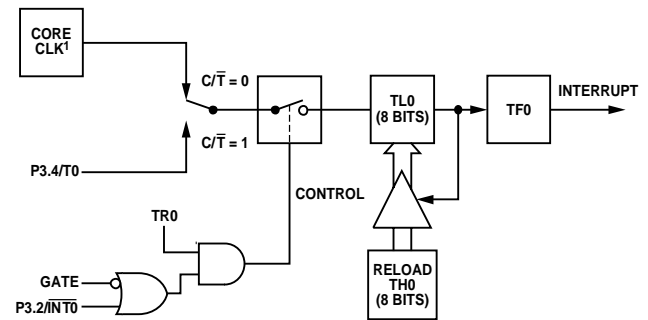 CORE
CLK¹
C/T̅ = 0
C/T̅ = 1
P3.4/T0
TL0
(8 BITS)
TF0
INTERRUPT
CONTROL
TR0
GATE
P3.2/I̅N̅T̅0̅
RELOAD
TH0
(8 BITS)